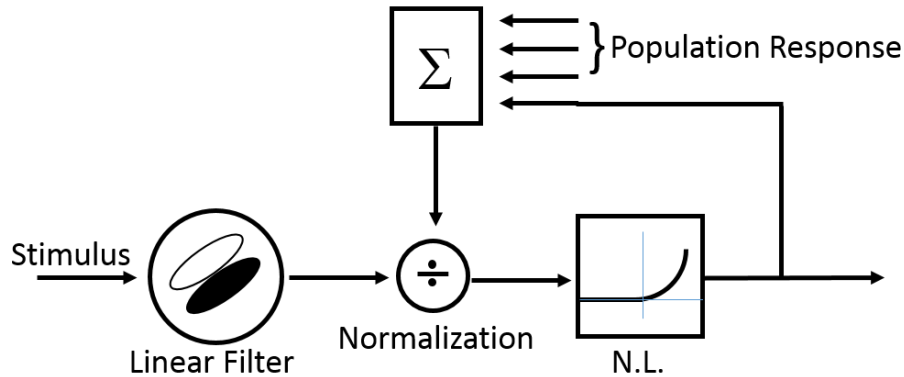 Σ
} Population Response
Stimulus
÷
Normalization
Linear Filter
N.L.